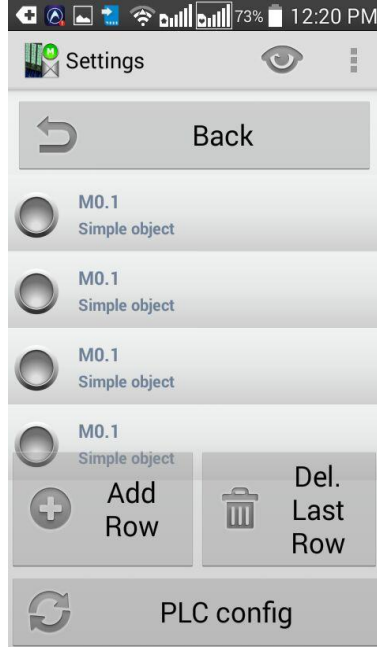 73% 12:20 PM
M
Settings
Back
M0.1
Simple object
M0.1
Simple object
M0.1
Simple object
M0.1
Simple object
Add
Row
Del.
Last
Row
PLC config